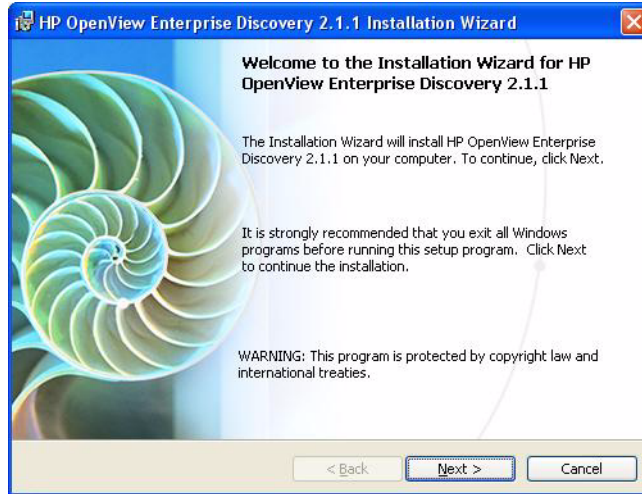 HP OpenView Enterprise Discovery 2.1.1 Installation Wizard
Welcome to the Installation Wizard for HP
OpenView Enterprise Discovery 2.1.1
The Installation Wizard will install HP OpenView Enterprise
Discovery 2.1.1 on your computer. To continue, click Next.
It is strongly recommended that you exit all Windows
programs before running this setup program.  Click Next
to continue the installation.
WARNING: This program is protected by copyright law and
international treaties.
< Back
Next >
Cancel